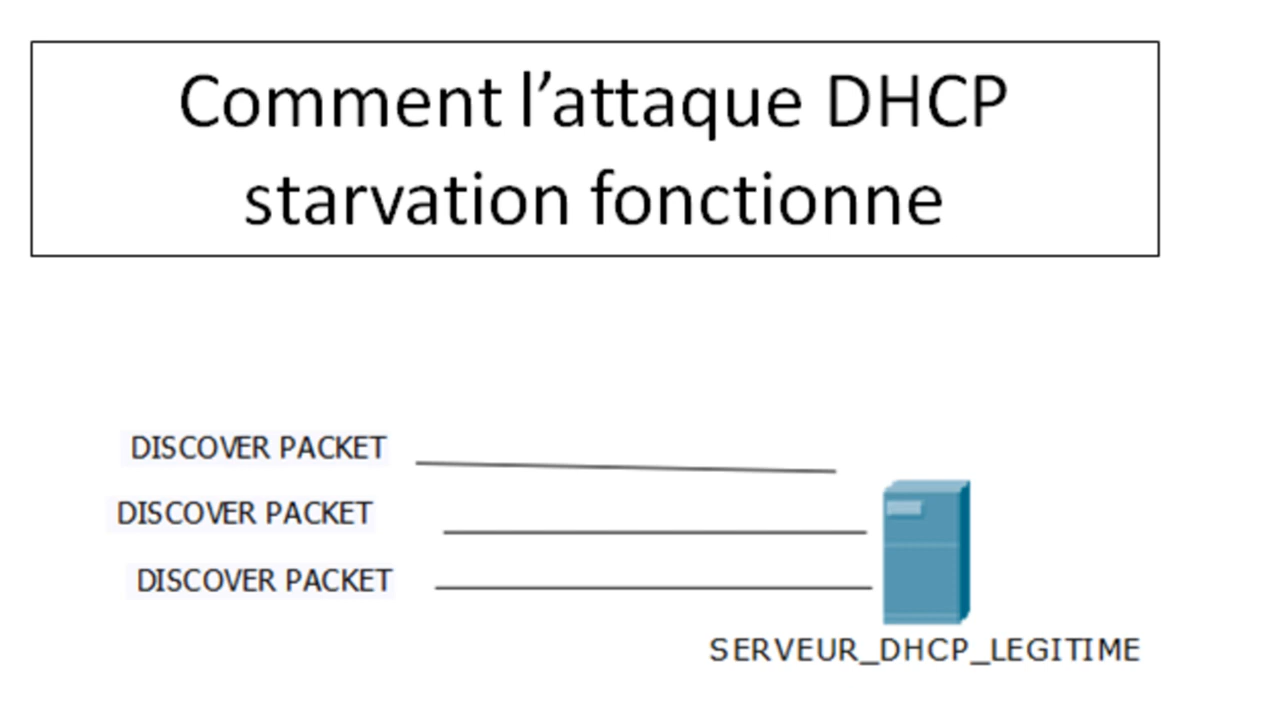 Comment l’attaque DHCP
starvation fonctionne
DISCOVER PACKET
DISCOVER PACKET
DISCOVER PACKET
SERVEUR_DHCP_LEGITIME